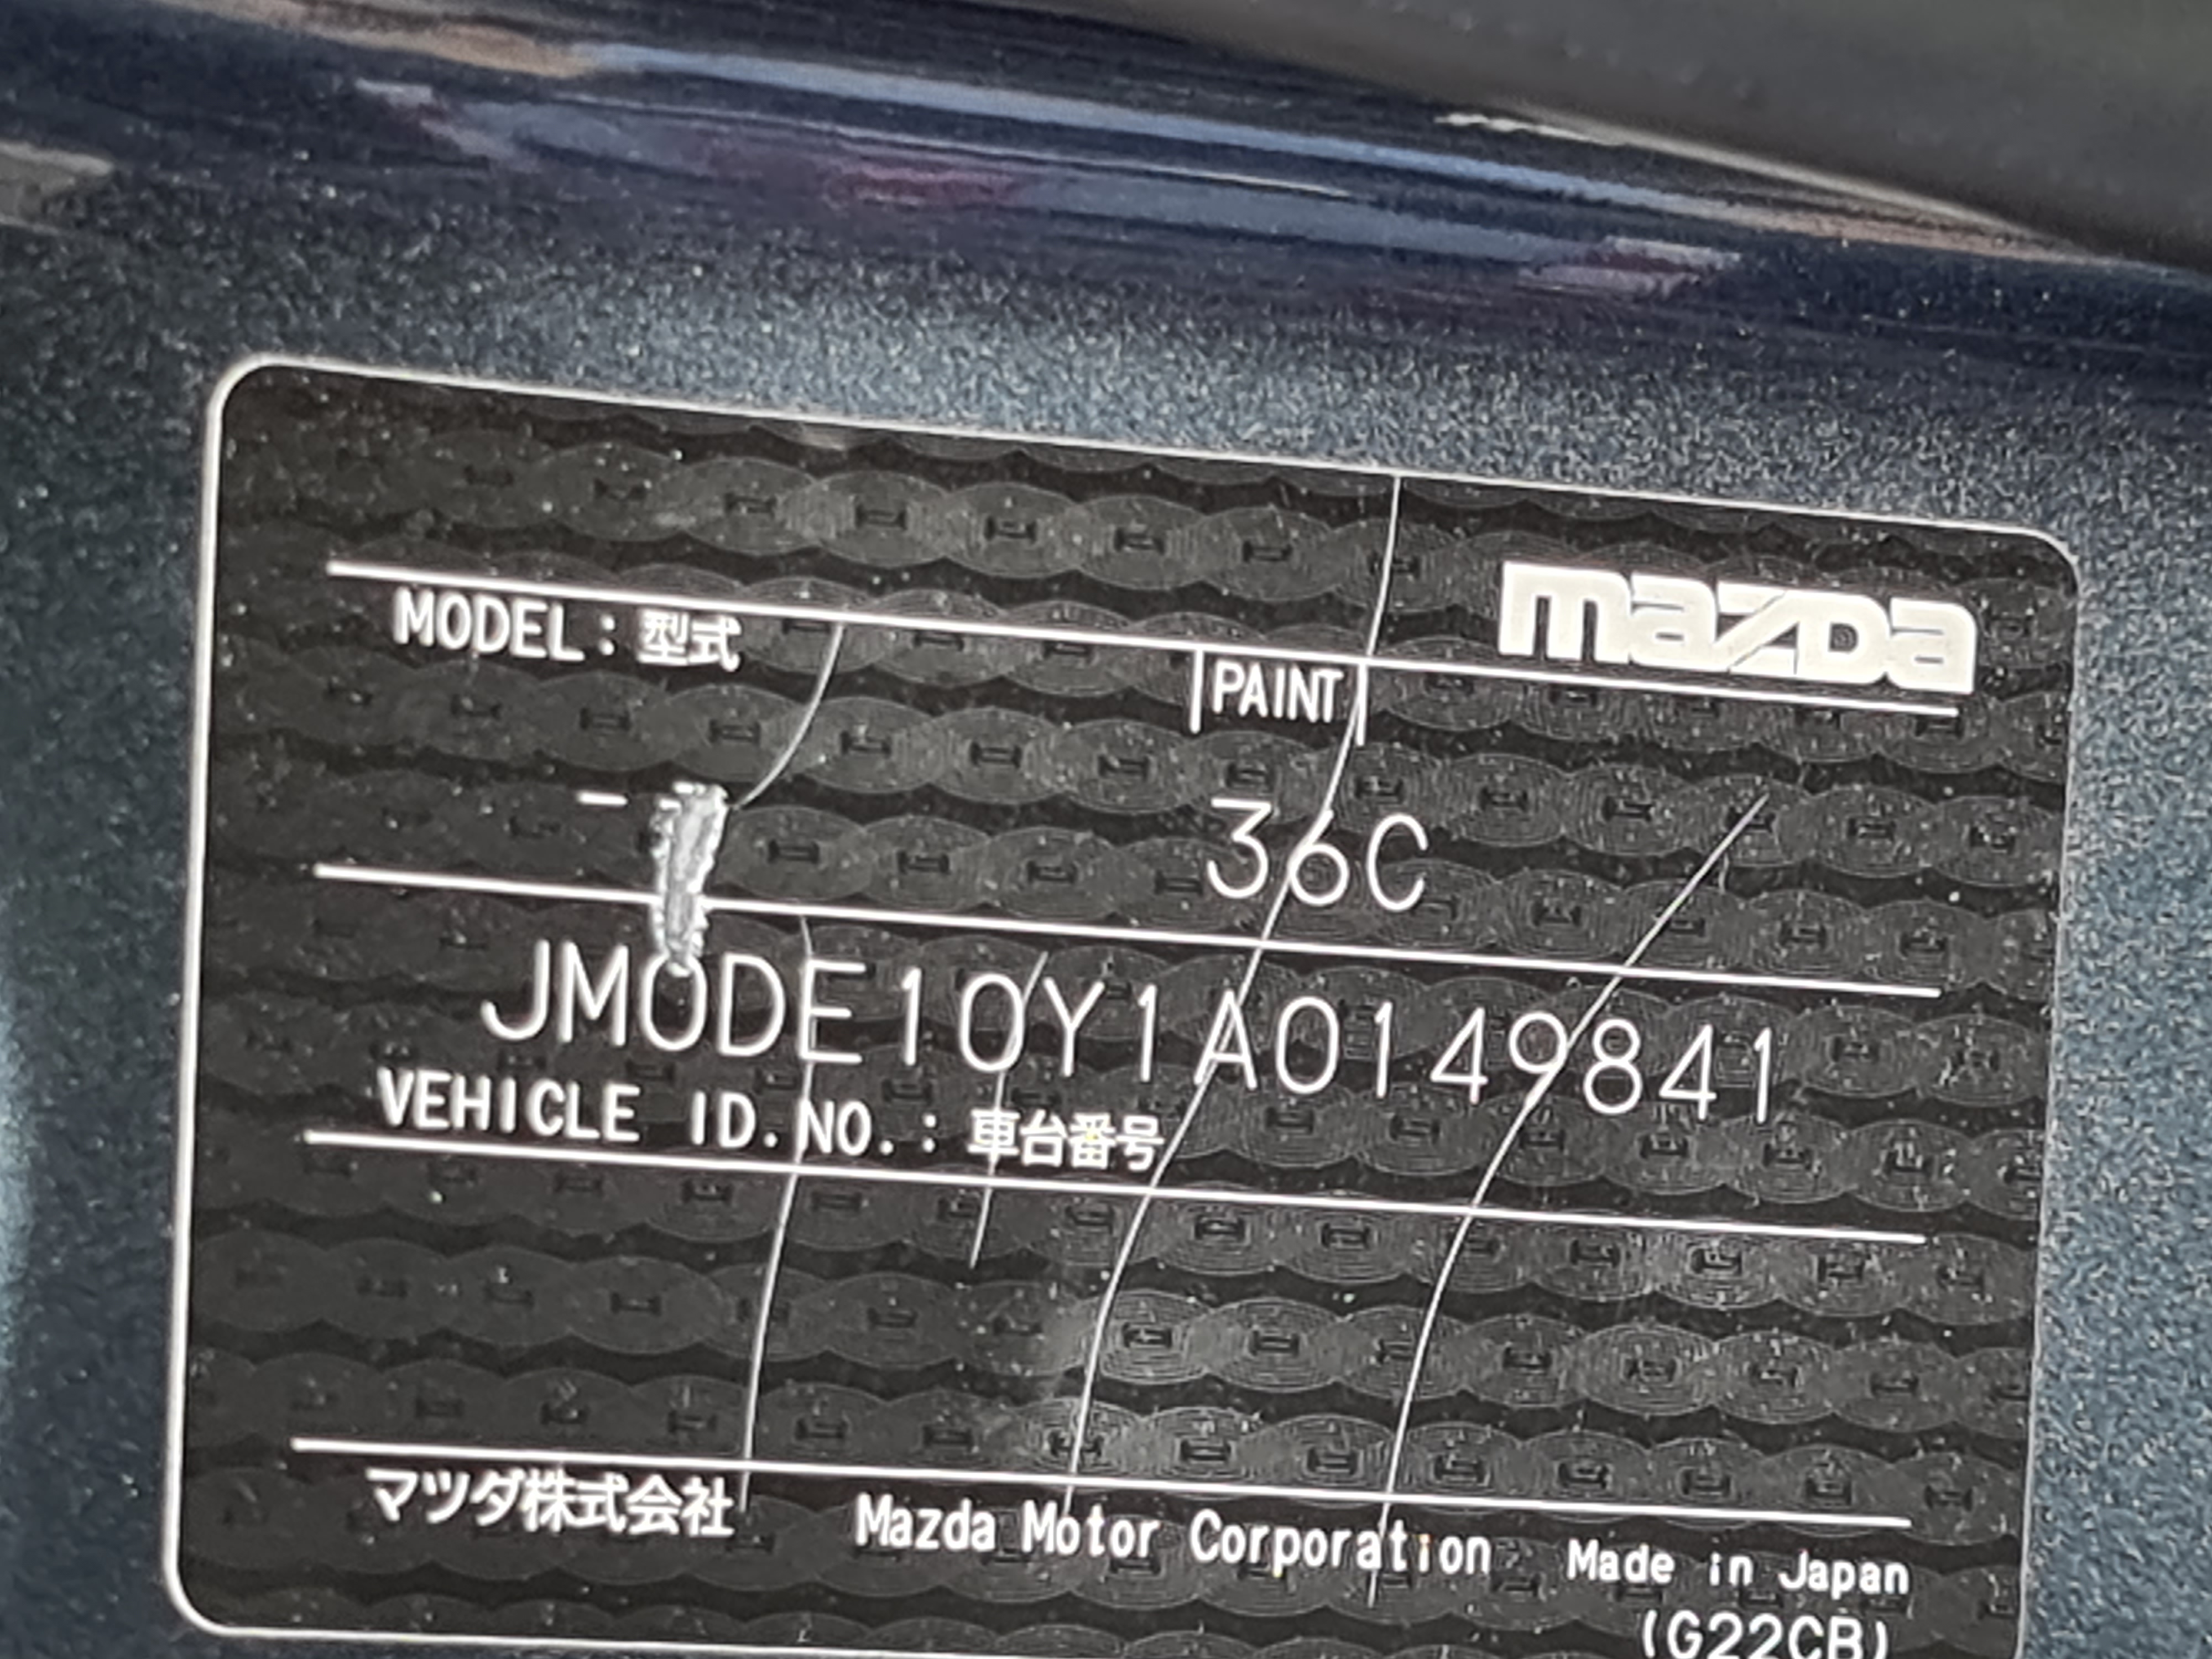 mazda
MODEL: 型式
PAINT
36C
JM0DE10Y1A0149841
VEHICLE ID.NO.: 車台番号
マツダ株式会社 Mazda Motor Corporation Made in Japan
(G22CB)